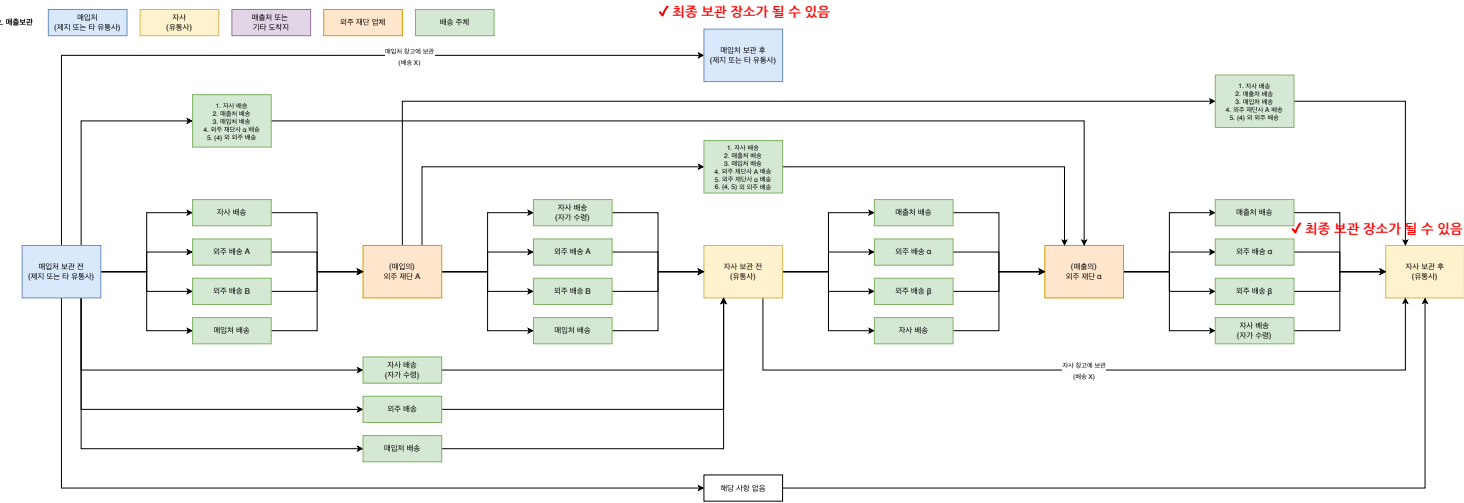 2. 매출보관
매입처
(제지 또는 타 유통사)
자사
(유통사)
매출처 또는
기타 도착지
외주 재단 업체
배송 주체
✓ 최종 보관 장소가 될 수 있음
매입처 창고에 보관
(배송 X)
매입처 보관 후
(제지 또는 타 유통사)
1. 자사 배송
2. 매출처 배송
3. 매입처 배송
4. 외주 재단사 α 배송
5. (4) 외 외주 배송
1. 자사 배송
2. 매출처 배송
3. 매입처 배송
4. 외주 재단사 A 배송
5. (4) 외 외주 배송
1. 자사 배송
2. 매출처 배송
3. 매입처 배송
4. 외주 재단사 A 배송
5. 외주 재단사 α 배송
6. (4, 5) 외 외주 배송
매입처 보관 전
(제지 또는 타 유통사)
자사 배송
외주 배송 A
외주 배송 B
매입처 배송
(매입의)
외주 재단 A
자사 배송
(자가 수령)
외주 배송 A
외주 배송 B
매입처 배송
자사 보관 전
(유통사)
매출처 배송
외주 배송 α
외주 배송 β
자사 배송
(매출의)
외주 재단 α
매출처 배송
외주 배송 α
외주 배송 β
자사 배송
(자가 수령)
✓ 최종 보관 장소가 될 수 있음
자사 보관 후
(유통사)
자사 배송
(자가 수령)
외주 배송
매입처 배송
자사 창고에 보관
(배송 X)
해당 사항 없음